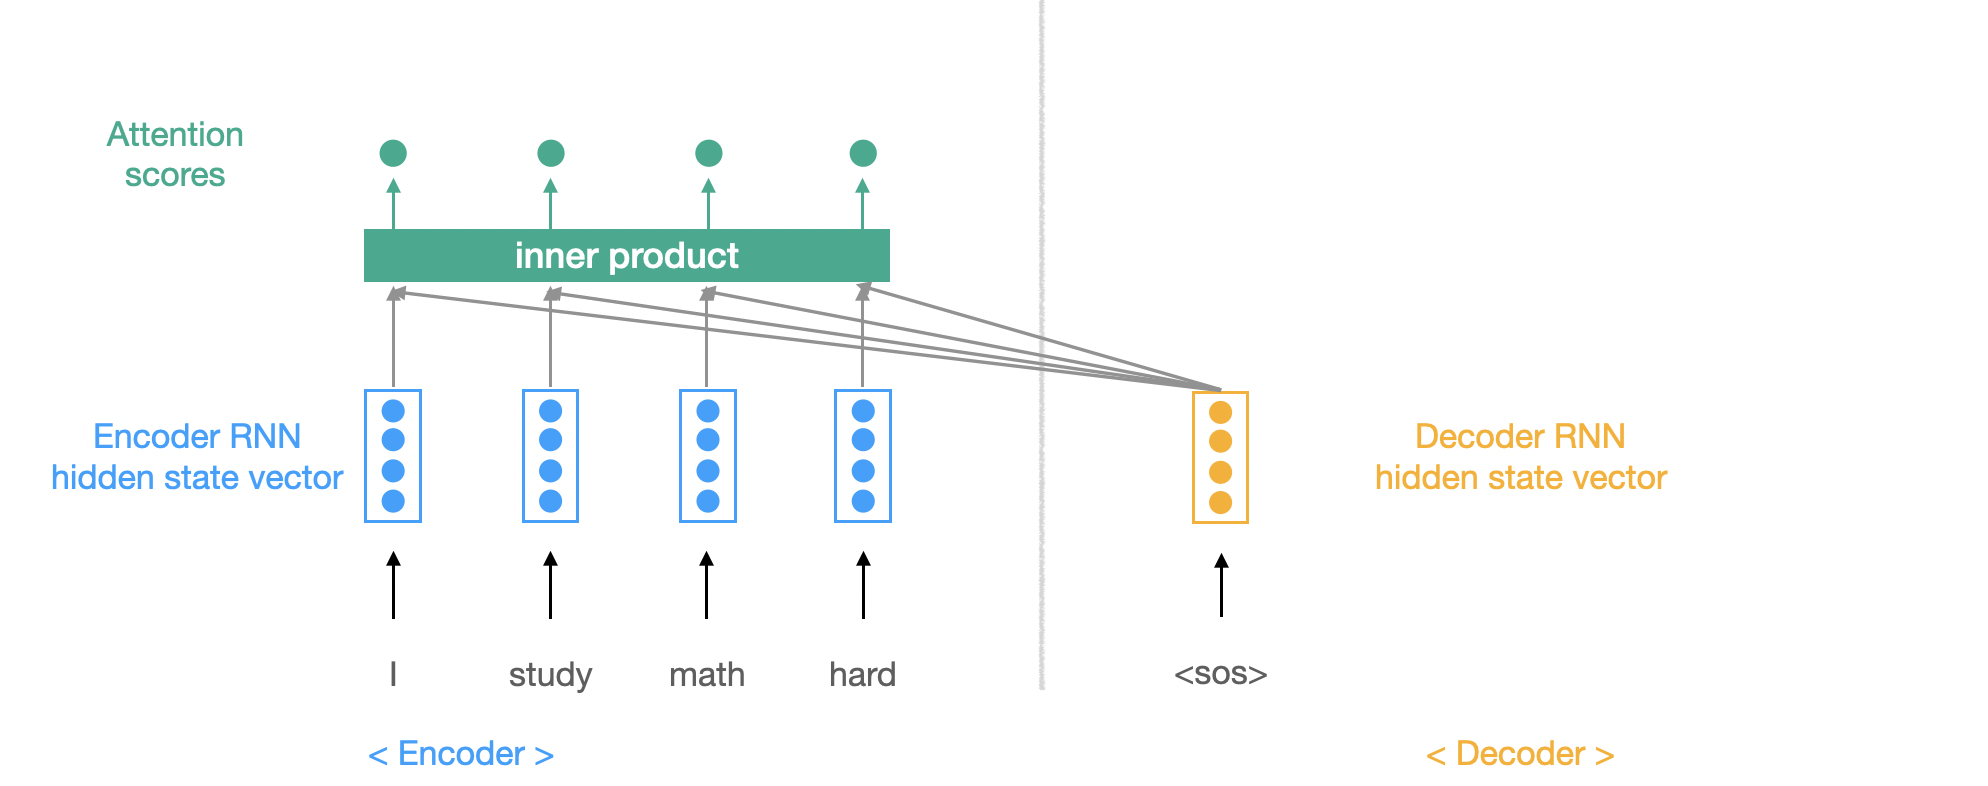 Attention
scores
inner product
Encoder RNN
hidden state vector
Decoder RNN
hidden state vector
I
study
math
hard
<sos>
< Encoder >
< Decoder >